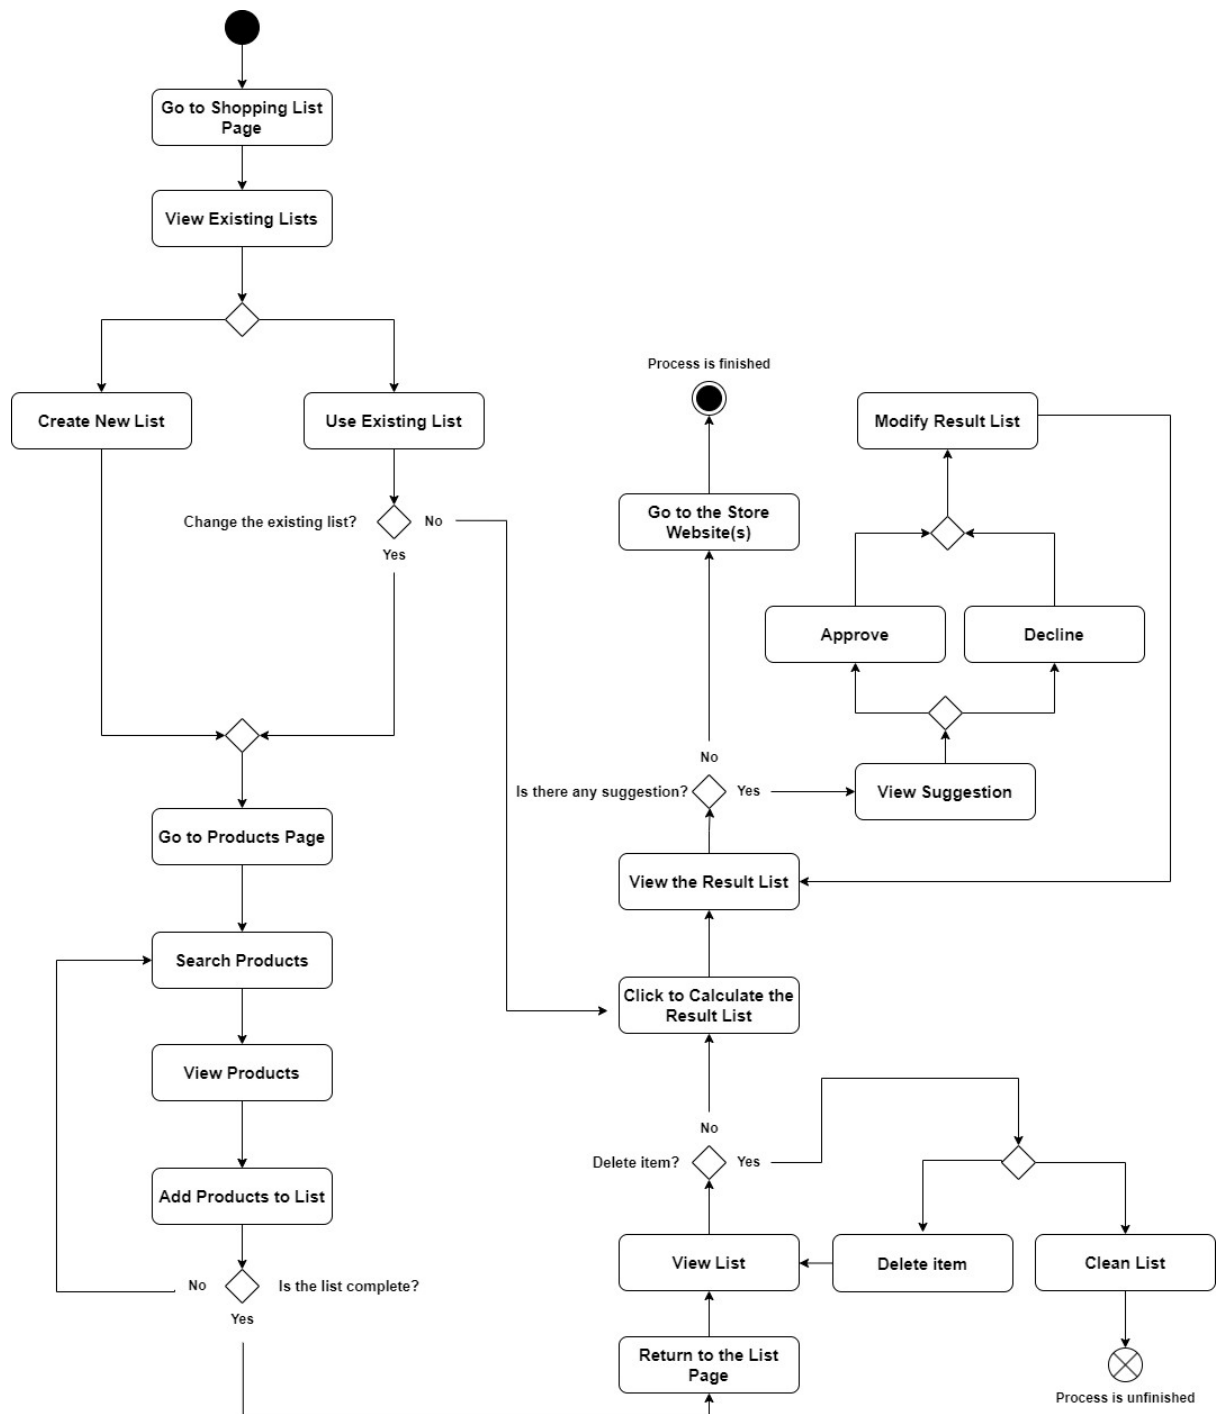 Go to Shopping List
Page
View Existing Lists
Create New List
Use Existing List
Change the existing list?
No
Yes
Go to Products Page
Search Products
View Products
Add Products to List
No
Is the list complete?
Yes
Process is finished
Modify Result List
Go to the Store
Website(s)
Approve
Decline
No
Is there any suggestion?
Yes
View Suggestion
View the Result List
Click to Calculate the
Result List
No
Delete item?
Yes
View List
Delete item
Clean List
Return to the List
Page
Process is unfinished